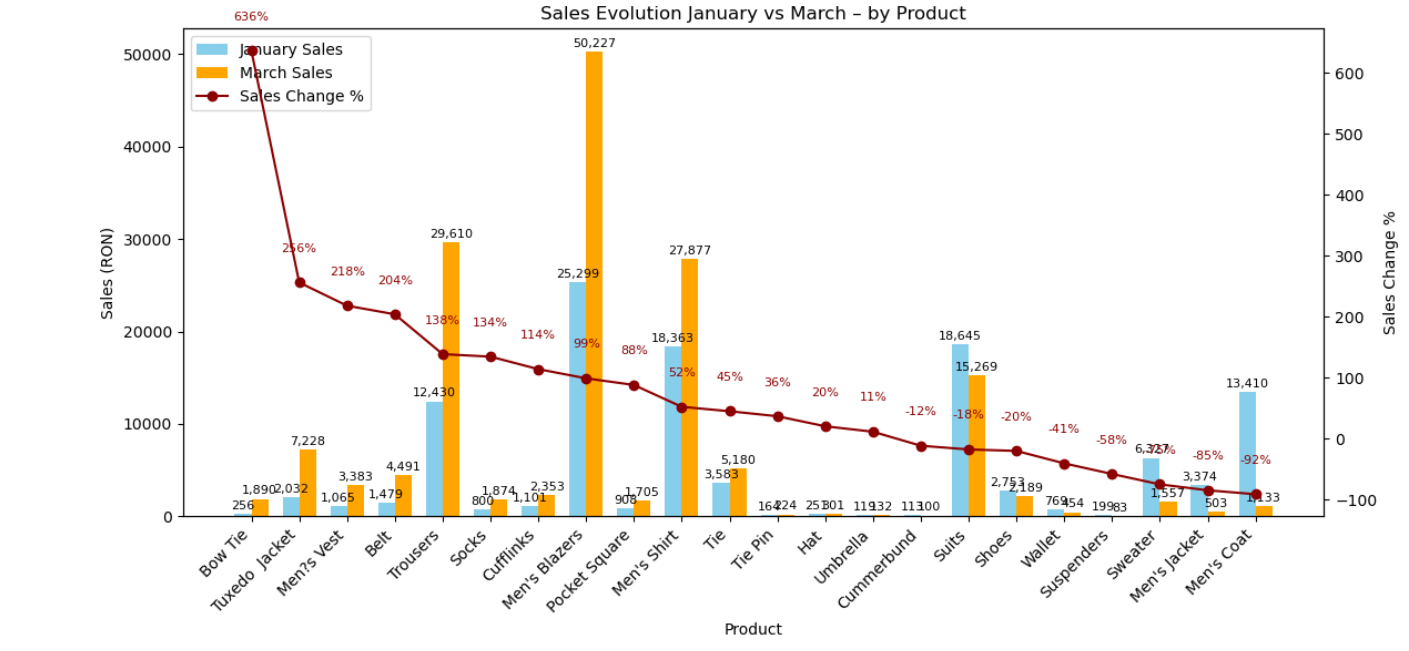 Sales Evolution January vs March – by Product
January Sales
March Sales
Sales Change %
Sales (RON)
50000
40000
30000
20000
10000
0
Sales Change %
600
500
400
300
200
100
0
−100
636%
256%
218%
204%
138%
134%
114%
99%
88%
52%
45%
36%
20%
11%
-12%
-18%
-20%
-41%
-58%
-75%
-85%
-92%
256
1,890
2,032
7,228
1,065
3,383
1,479
4,491
12,430
29,610
800
1,874
1,101
2,353
25,299
50,227
908
1,705
18,363
27,877
3,583
5,180
164
224
251
301
119
132
113
100
18,645
15,269
2,753
2,189
769
454
199
83
6,327
1,557
3,374
503
13,410
1,133
Bow Tie
Tuxedo Jacket
Men?s Vest
Belt
Trousers
Socks
Cufflinks
Men's Blazers
Pocket Square
Men's Shirt
Tie
Tie Pin
Hat
Umbrella
Cummerbund
Suits
Shoes
Wallet
Suspenders
Sweater
Men's Jacket
Men's Coat
Product